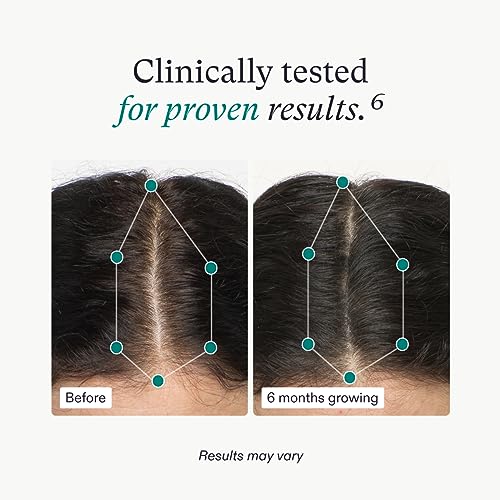 Clinically tested
for proven results.⁶
Before
6 months growing
Results may vary